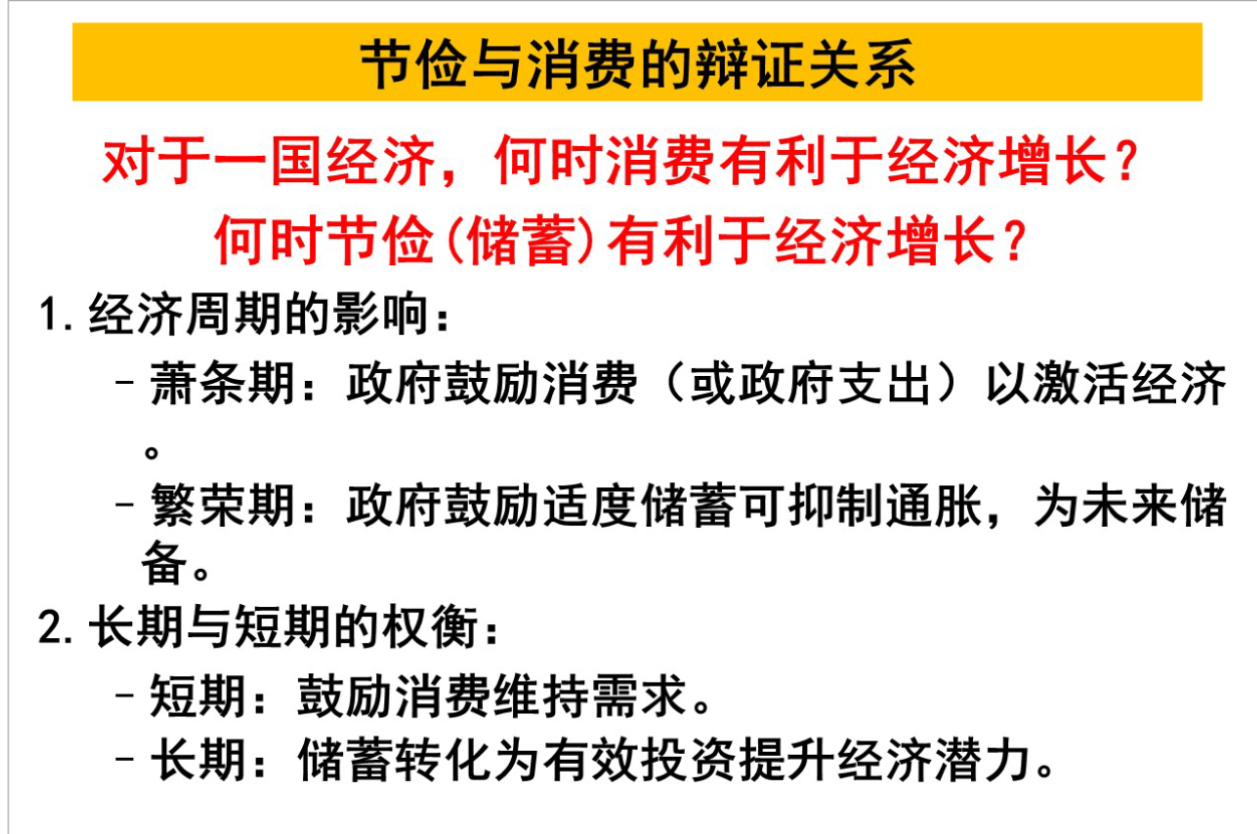 节俭与消费的辩证关系
对于一国经济，何时消费有利于经济增长？
何时节俭(储蓄)有利于经济增长？
1.经济周期的影响：
–萧条期：政府鼓励消费（或政府支出）以激活经济
。
–繁荣期：政府鼓励适度储蓄可抑制通胀，为未来储
备。
2.长期与短期的权衡：
–短期：鼓励消费维持需求。
–长期：储蓄转化为有效投资提升经济潜力。